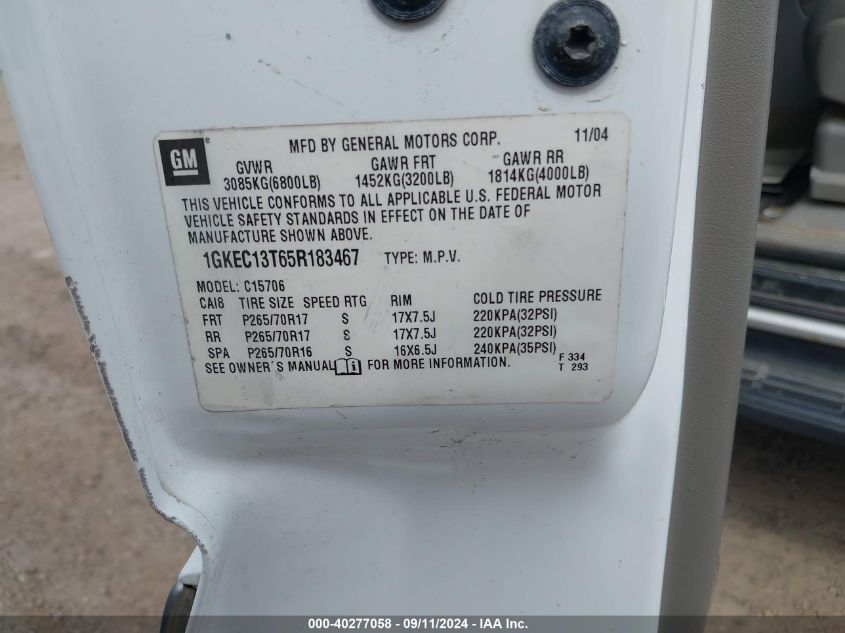 GM MFD BY GENERAL MOTORS CORP. 11/04
GVWR GAWR FRT GAWR RR
3085KG(6800LB) 1452KG(3200LB) 1814KG(4000LB)
THIS VEHICLE CONFORMS TO ALL APPLICABLE U.S. FEDERAL MOTOR
VEHICLE SAFETY STANDARDS IN EFFECT ON THE DATE OF
MANUFACTURE SHOWN ABOVE.
1GKEC13T65R183467 TYPE: M.P.V.
MODEL: C15706
CAI8 TIRE SIZE SPEED RTG RIM COLD TIRE PRESSURE
FRT P265/70R17 S 17X7.5J 220KPA(32PSI)
RR P265/70R17 S 17X7.5J 220KPA(32PSI)
SPA P265/70R16 S 16X6.5J 240KPA(35PSI)
SEE OWNER'S MANUAL FOR MORE INFORMATION. F 334
T 293
000-40277058 - 09/11/2024 - IAA Inc.